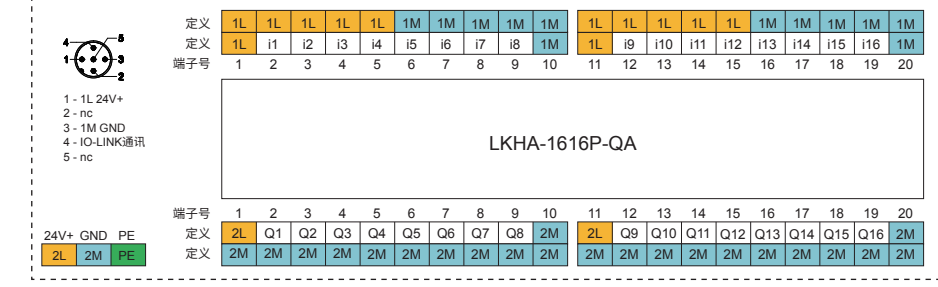 定义 1L 1L 1L 1L 1L 1M 1M 1M 1M 1M 1L 1L 1L 1L 1L 1M 1M 1M 1M 1M
定义 1L i1 i2 i3 i4 i5 i6 i7 i8 1M 1L i9 i10 i11 i12 i13 i14 i15 i16 1M
端子号 1 2 3 4 5 6 7 8 9 10 11 12 13 14 15 16 17 18 19 20
4 5
1 3
2
1 - 1L 24V+
2 - nc
3 - 1M GND
4 - IO-LINK通讯
5 - nc
LKHA-1616P-QA
端子号 1 2 3 4 5 6 7 8 9 10 11 12 13 14 15 16 17 18 19 20
24V+ GND PE
定义 2L Q1 Q2 Q3 Q4 Q5 Q6 Q7 Q8 2M 2L Q9 Q10 Q11 Q12 Q13 Q14 Q15 Q16 2M
2L 2M PE
定义 2M 2M 2M 2M 2M 2M 2M 2M 2M 2M 2M 2M 2M 2M 2M 2M 2M 2M 2M 2M